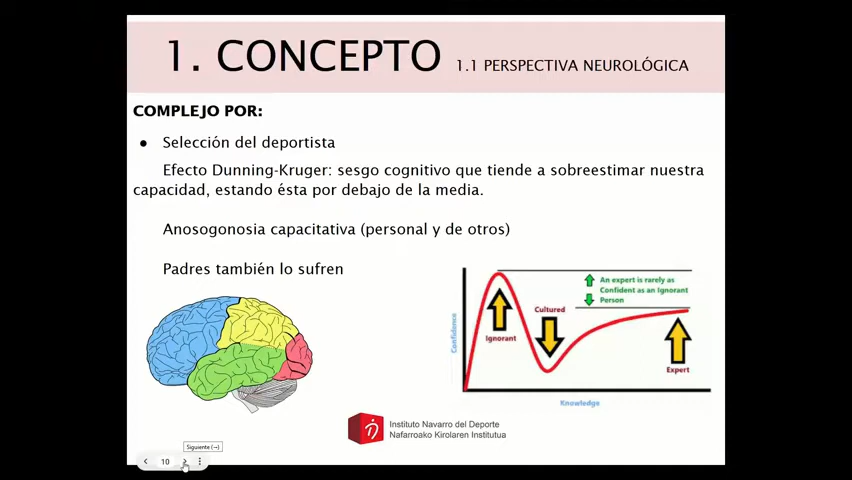 1. CONCEPTO 1.1 PERSPECTIVA NEUROLÓGICA
COMPLEJO POR:
● Selección del deportista
Efecto Dunning-Kruger: sesgo cognitivo que tiende a sobreestimar nuestra
capacidad, estando ésta por debajo de la media.
Anosogonosia capacitativa (personal y de otros)
Padres también lo sufren
An expert is rarely as
Confident as an Ignorant
Person
Cultured
Ignorant
Expert
Confidence
Knowledge
Instituto Navarro del Deporte
Nafarroako Kirolaren Institutua
Siguiente (→)
10